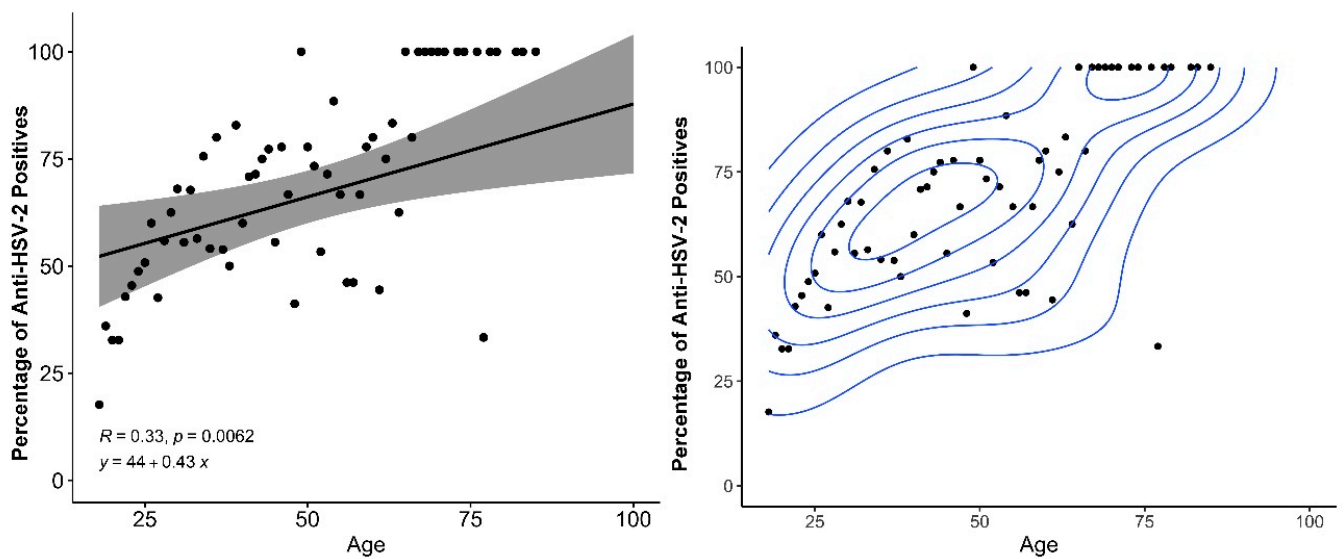 Percentage of Anti-HSV-2 Positives
100
75
50
25
0
R = 0.33, p = 0.0062
y = 44 + 0.43 x
25 50 75 100
Age
Percentage of Anti-HSV-2 Positives
100
75
50
25
0
25 50 75 100
Age